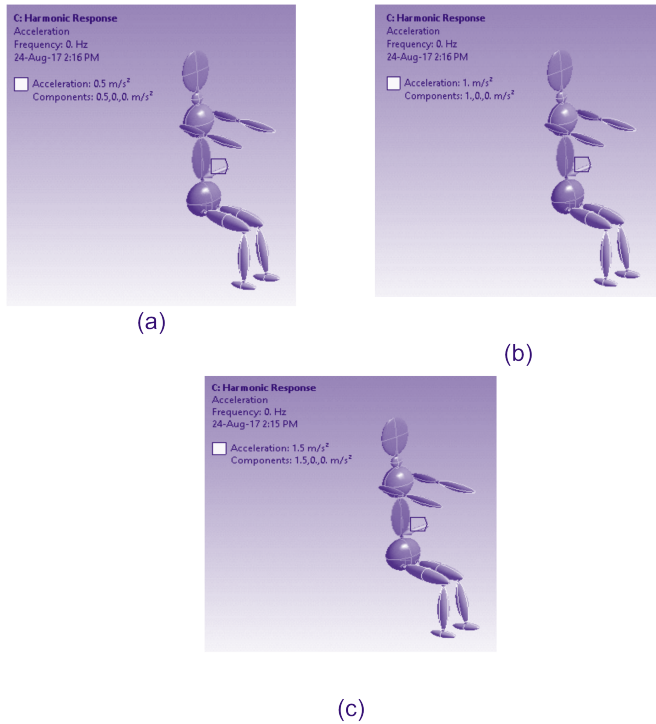 C: Harmonic Response
Acceleration
Frequency: 0. Hz
24-Aug-17 2:16 PM
Acceleration: 0.5 m/s²
Components: 0.5,0.,0. m/s²
(a)
C: Harmonic Response
Acceleration
Frequency: 0. Hz
24-Aug-17 2:16 PM
Acceleration: 1. m/s²
Components: 1.,0.,0. m/s²
(b)
C: Harmonic Response
Acceleration
Frequency: 0. Hz
24-Aug-17 2:15 PM
Acceleration: 1.5 m/s²
Components: 1.5,0.,0. m/s²
(c)